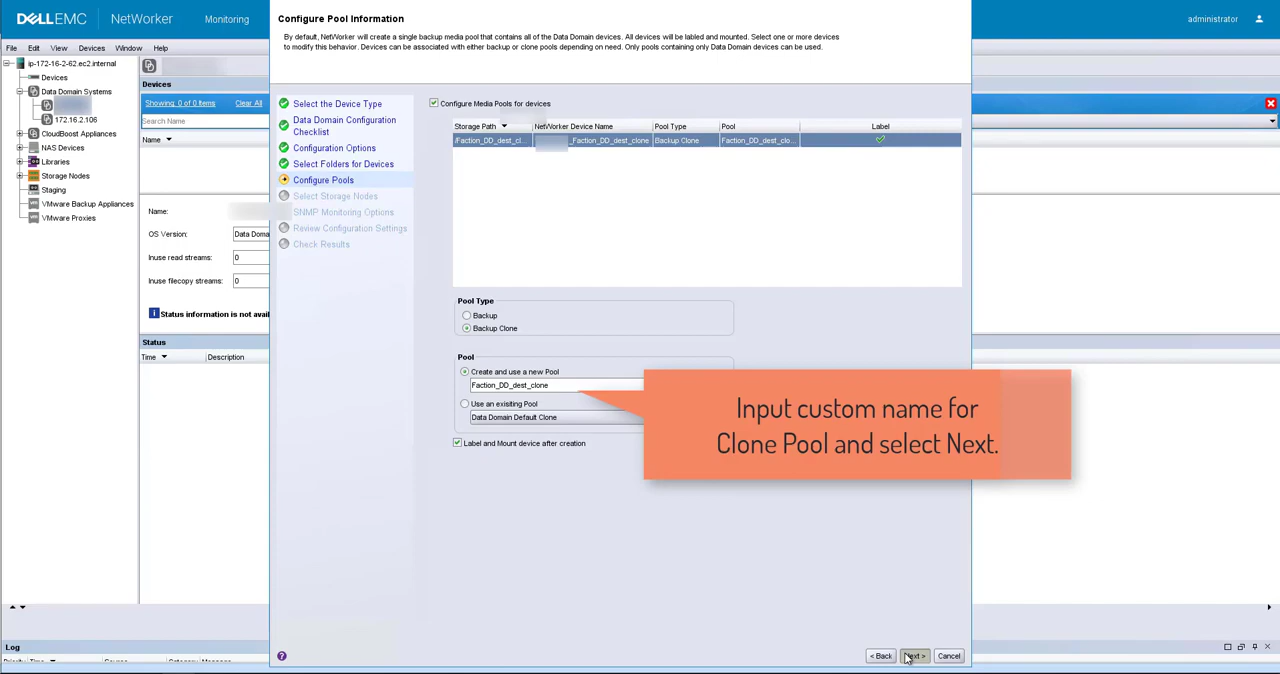 DELLEMC NetWorker Monitoring administrator
File Edit View Devices Window Help
ip-172-16-2-62.ec2.internal
Devices
Data Domain Systems
172.16.2.106
CloudBoost Appliances
NAS Devices
Libraries
Storage Nodes
Staging
VMware Backup Appliances
VMware Proxies
Devices
Showing: 0 of 0 Items Clear All
Search Name
Name
Name:
OS Version: Data Doma
Inuse read streams: 0
Inuse filecopy streams: 0
Status information is not avail
Status
Time Description
Configure Pool Information
By default, NetWorker will create a single backup media pool that contains all of the Data Domain devices. All devices will be labled and mounted. Select one or more devices
to modify this behavior. Devices can be associated with either backup or clone pools depending on need. Only pools containing only Data Domain devices can be used.
Select the Device Type
Data Domain Configuration
Checklist
Configuration Options
Select Folders for Devices
Configure Pools
Select Storage Nodes
SNMP Monitoring Options
Review Configuration Settings
Check Results
Configure Media Pools for devices
Storage Path NetWorker Device Name Pool Type Pool Label
/Faction_DD_dest_cl... _Faction_DD_dest_clone Backup Clone Faction_DD_dest_clo...
Pool Type
Backup
Backup Clone
Pool
Create and use a new Pool
Faction_DD_dest_clone
Use an exisiting Pool
Data Domain Default Clone
Label and Mount device after creation
Input custom name for
Clone Pool and select Next.
< Back Next > Cancel
Log
Priority Time Source Category Message